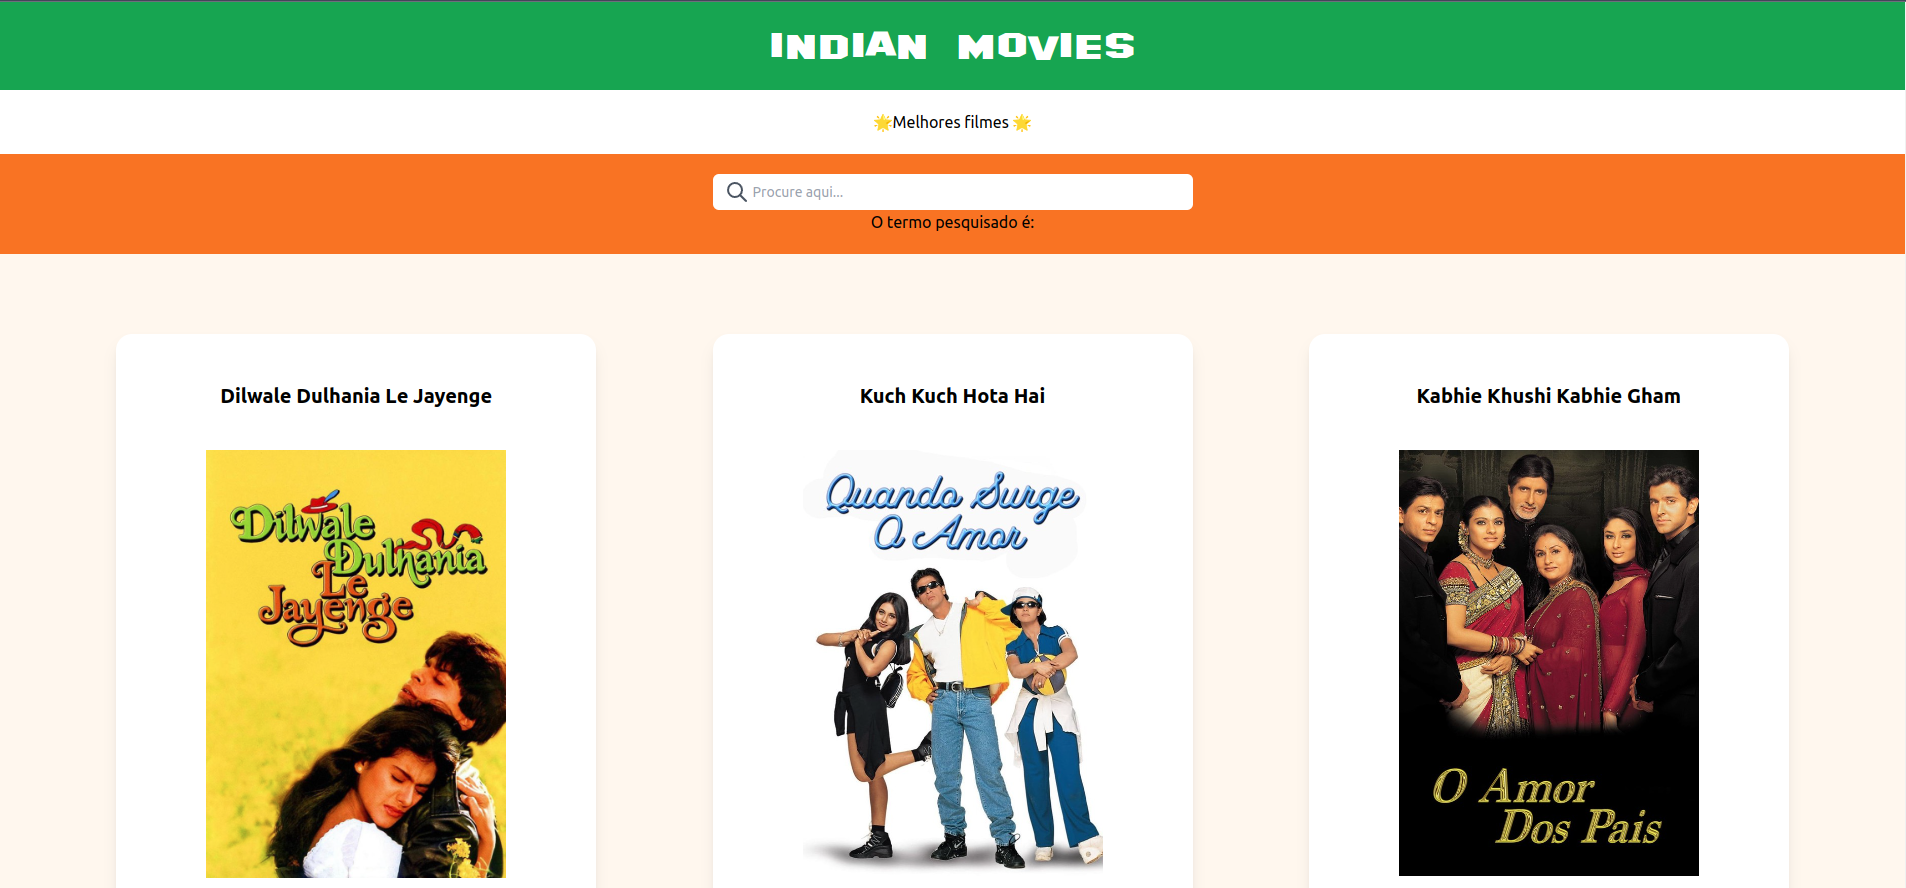 INDIAN MOVIES
🌟Melhores filmes 🌟
Procure aqui...
O termo pesquisado é:
Dilwale Dulhania Le Jayenge
Kuch Kuch Hota Hai
Kabhie Khushi Kabhie Gham
Dilwale
Dulhania
Le
Jayenge
Quando Surge
O Amor
O Amor
Dos Pais